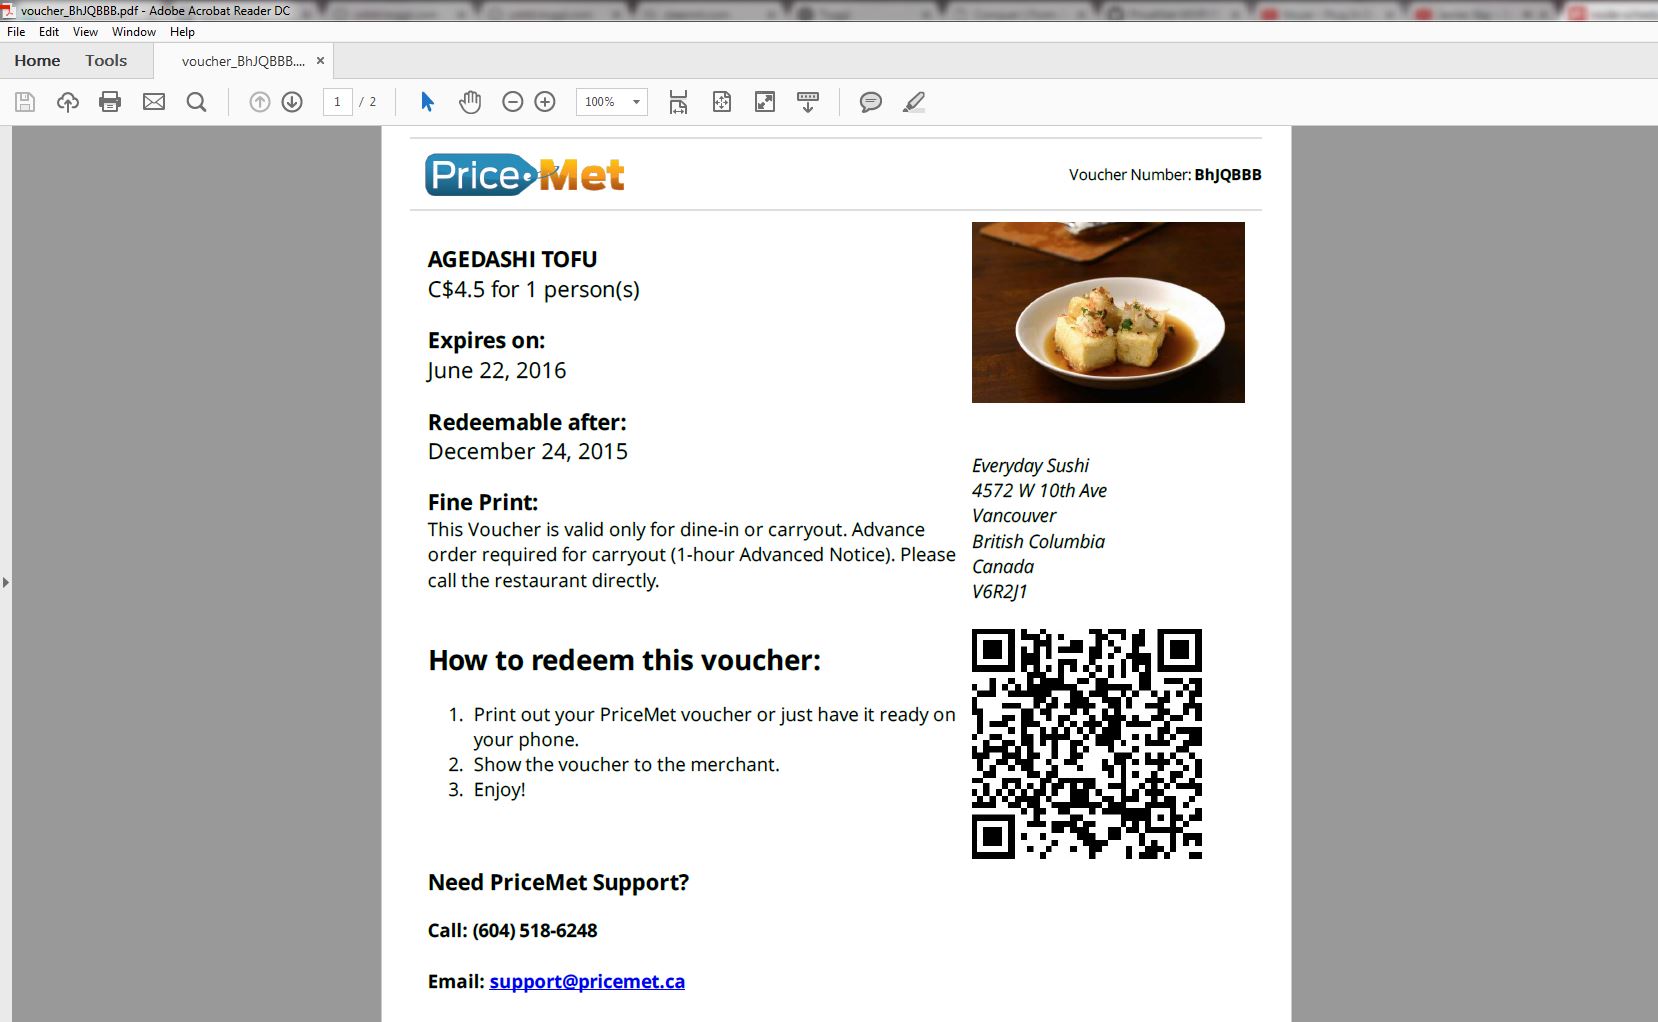 voucher_BhJQBBB.pdf - Adobe Acrobat Reader DC
File Edit View Window Help
Home Tools voucher_BhJQBBB....
1 / 2 100%
Price Met
Voucher Number: BhJQBBB
AGEDASHI TOFU
C$4.5 for 1 person(s)
Expires on:
June 22, 2016
Redeemable after:
December 24, 2015
Fine Print:
This Voucher is valid only for dine-in or carryout. Advance
order required for carryout (1-hour Advanced Notice). Please
call the restaurant directly.
Everyday Sushi
4572 W 10th Ave
Vancouver
British Columbia
Canada
V6R2J1
How to redeem this voucher:
1. Print out your PriceMet voucher or just have it ready on
your phone.
2. Show the voucher to the merchant.
3. Enjoy!
Need PriceMet Support?
Call: (604) 518-6248
Email: support@pricemet.ca